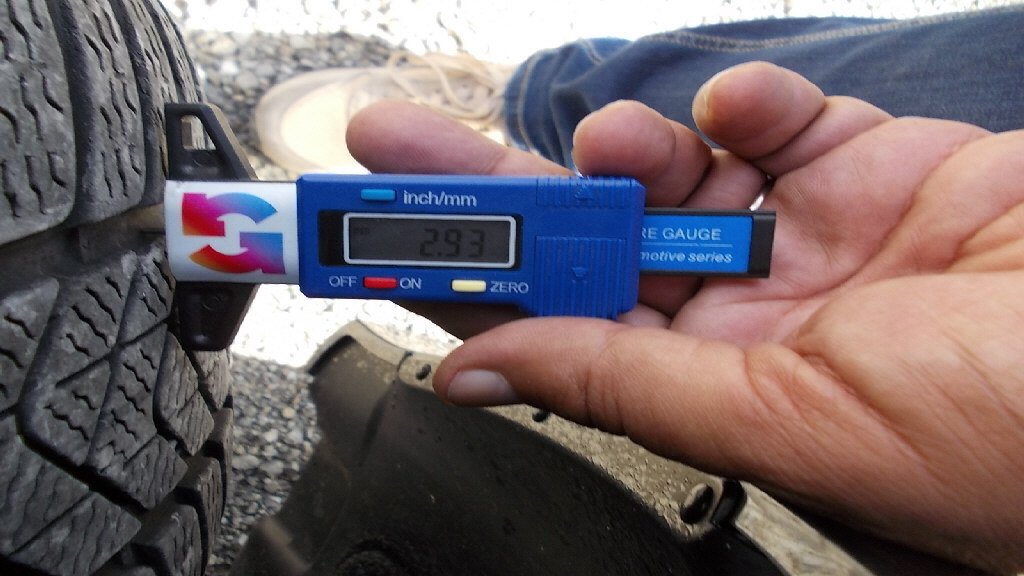 inch/mm
2.93
OFF ON ZERO
RE GAUGE
motive series